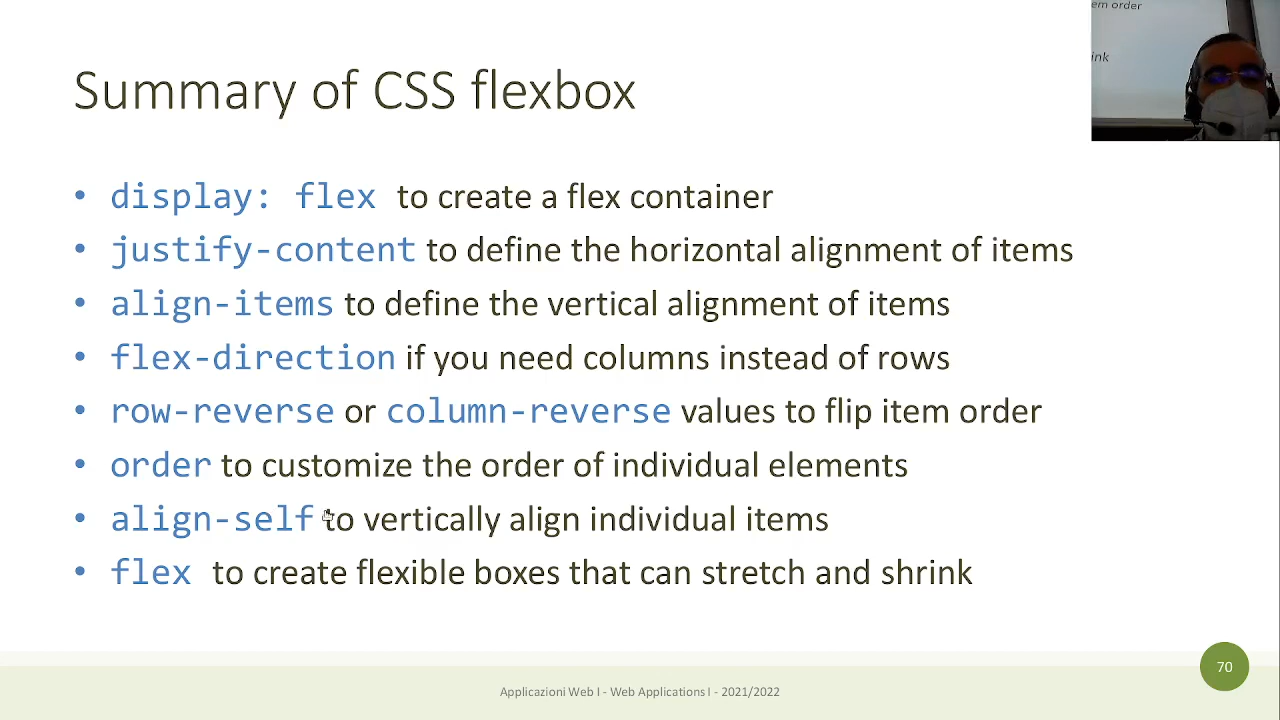 em order
ink
Summary of CSS flexbox
• display: flex to create a flex container
• justify-content to define the horizontal alignment of items
• align-items to define the vertical alignment of items
• flex-direction if you need columns instead of rows
• row-reverse or column-reverse values to flip item order
• order to customize the order of individual elements
• align-self to vertically align individual items
• flex to create flexible boxes that can stretch and shrink
70
Applicazioni Web I - Web Applications I - 2021/2022